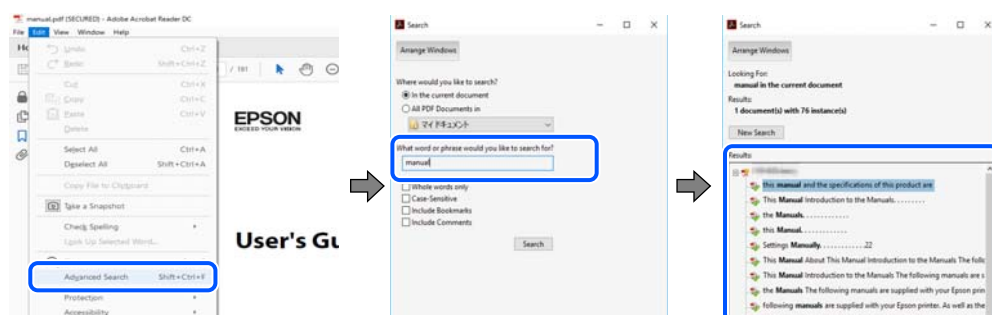 manual.pdf (SECURED) - Adobe Acrobat Reader DC
File Edit View Window Help
Undo Ctrl+Z
Redo Shift+Ctrl+Z
Cut Ctrl+X
Copy Ctrl+C
Paste Ctrl+V
Delete
Select All Ctrl+A
Deselect All Shift+Ctrl+A
Copy File to Clipboard
Take a Snapshot
Check Spelling
Look Up Selected Word...
Advanced Search Shift+Ctrl+F
Protection
Accessibility
/ 181
EPSON
EXCEED YOUR VISION
User's Gu
Search
Arrange Windows
Where would you like to search?
In the current document
All PDF Documents in
マイドキュメント
What word or phrase would you like to search for?
manual
Whole words only
Case-Sensitive
Include Bookmarks
Include Comments
Search
Search
Arrange Windows
Looking For:
manual in the current document
Results:
1 document(s) with 76 instance(s)
New Search
Results:
this manual and the specifications of this product are
This Manual Introduction to the Manuals. . . . . . . .
the Manuals. . . . . . . . . . . . .
this Manual. . . . . . . . . . . . .
Settings Manually. . . . . . . . . . . . .22
This Manual About This Manual Introduction to the Manuals The follo
This Manual Introduction to the Manuals The following manuals are s
the Manuals The following manuals are supplied with your Epson prin
following manuals are supplied with your Epson printer. As well as the